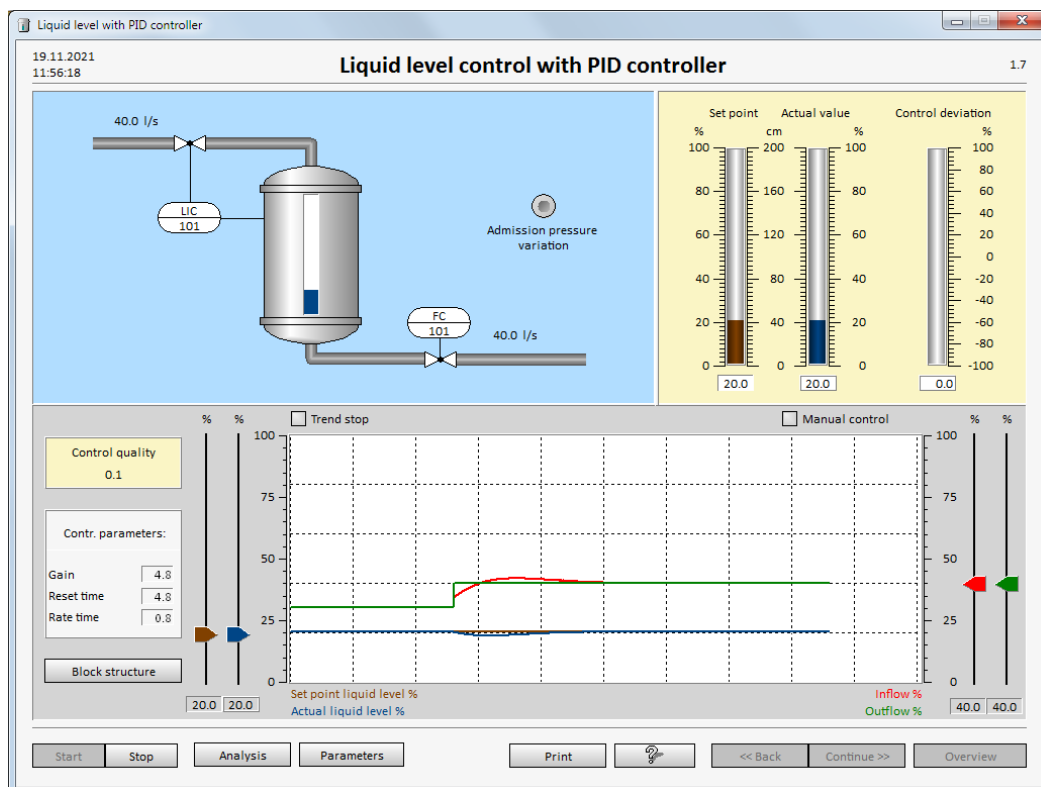 Liquid level with PID controller
19.11.2021
11:56:18
Liquid level control with PID controller
1.7
40.0 l/s
LIC
101
Admission pressure
variation
FC
101
40.0 l/s
Set point Actual value Control deviation
% cm % %
100 200 100 100
80
80 160 80 60
40
60 120 60 20
0
40 80 40 -20
-40
20 40 20 -60
-80
0 0 0 -100
20.0 20.0 0.0
% % Trend stop Manual control % %
Control quality
0.1
Contr. parameters:
Gain 4.8
Reset time 4.8
Rate time 0.8
Block structure
100 100
75 75
50 50
25 25
0 0
20.0 20.0
Set point liquid level % Inflow %
Actual liquid level % Outflow %
40.0 40.0
Start Stop Analysis Parameters Print ? << Back Continue >> Overview